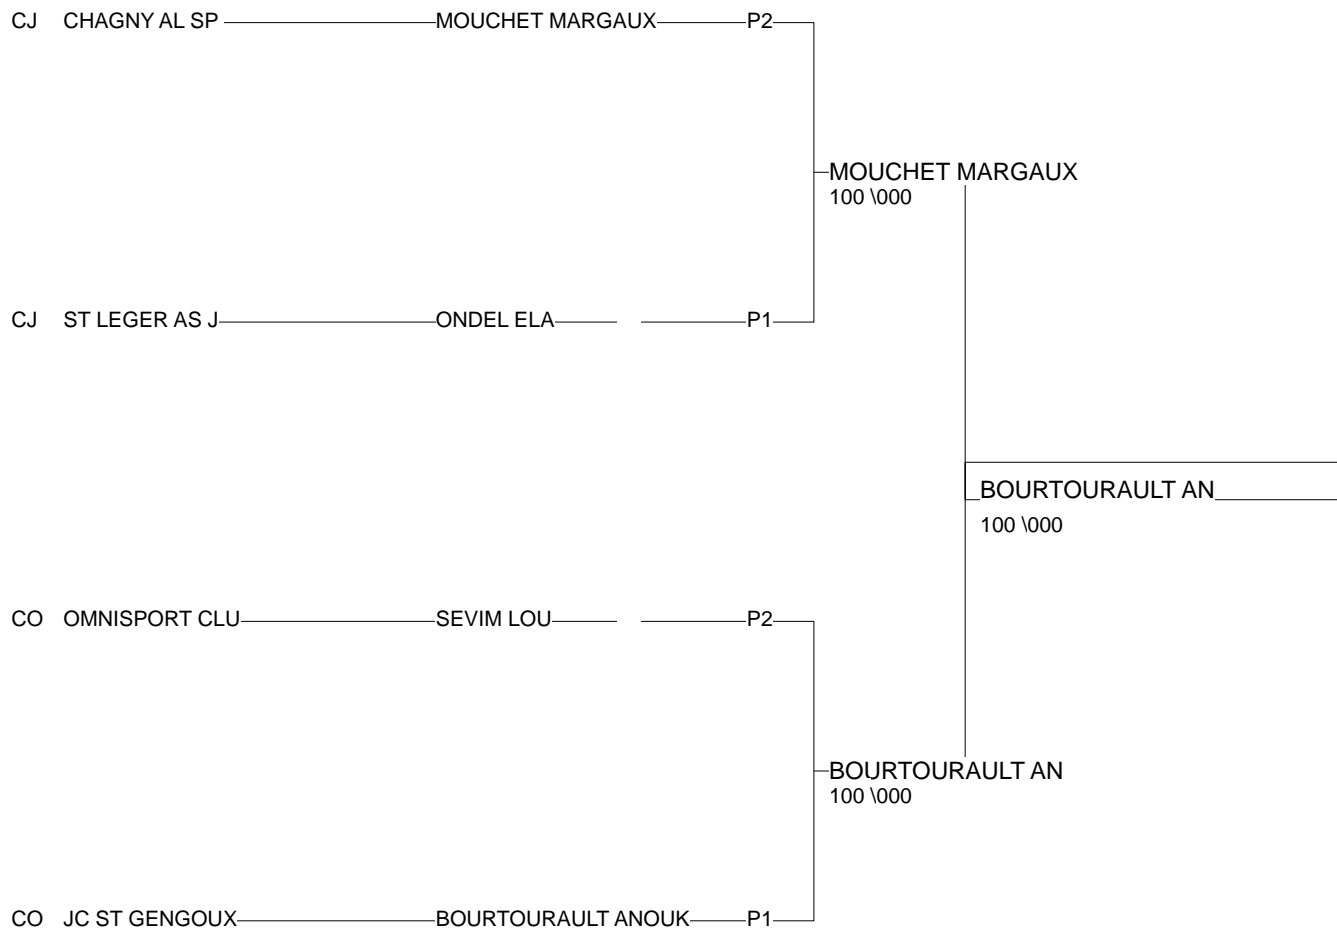 CJ CHAGNY AL SP MOUCHET MARGAUX P2
MOUCHET MARGAUX
100 \000
CJ ST LEGER AS J ONDEL ELA P1
BOURTOURAULT AN
100 \000
CO OMNISPORT CLU SEVIM LOU P2
BOURTOURAULT AN
100 \000
CO JC ST GENGOUX BOURTOURAULT ANOUK P1